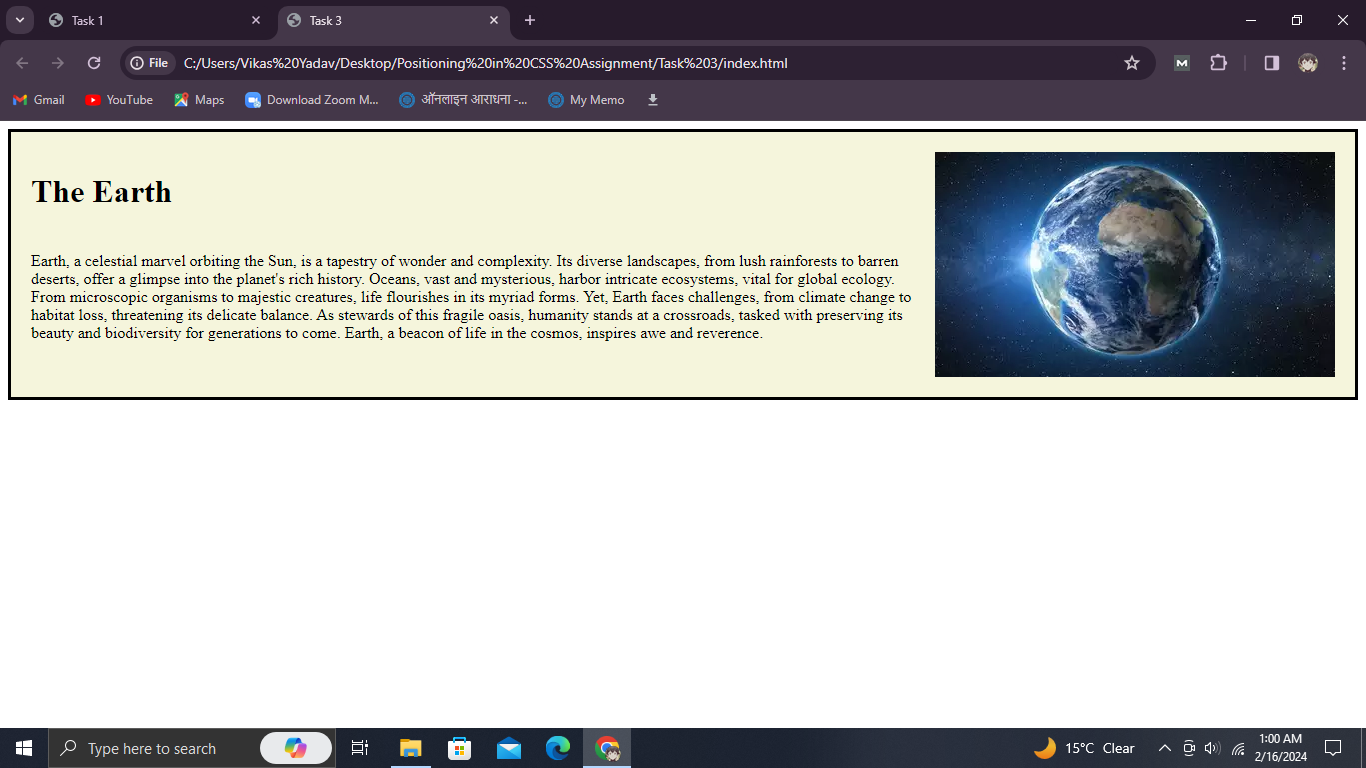 Task 1
Task 3
File C:/Users/Vikas%20Yadav/Desktop/Positioning%20in%20CSS%20Assignment/Task%203/index.html
M
Gmail YouTube Maps Download Zoom M... ऑनलाइन आराधना -... My Memo
The Earth
Earth, a celestial marvel orbiting the Sun, is a tapestry of wonder and complexity. Its diverse landscapes, from lush rainforests to barren
deserts, offer a glimpse into the planet's rich history. Oceans, vast and mysterious, harbor intricate ecosystems, vital for global ecology.
From microscopic organisms to majestic creatures, life flourishes in its myriad forms. Yet, Earth faces challenges, from climate change to
habitat loss, threatening its delicate balance. As stewards of this fragile oasis, humanity stands at a crossroads, tasked with preserving its
beauty and biodiversity for generations to come. Earth, a beacon of life in the cosmos, inspires awe and reverence.
Type here to search
15°C Clear
1:00 AM
2/16/2024